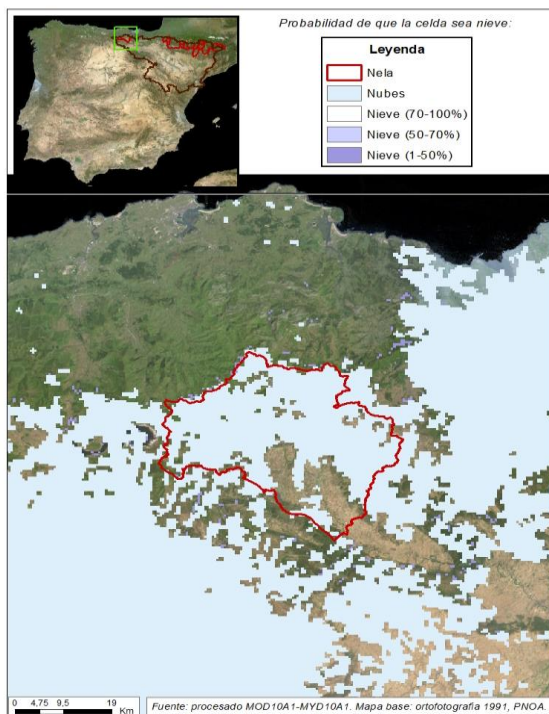 Probabilidad de que la celda sea nieve:
Leyenda
Nela
Nubes
Nieve (70-100%)
Nieve (50-70%)
Nieve (1-50%)
0 4,75 9,5 19
Km
Fuente: procesado MOD10A1-MYD10A1. Mapa base: ortofotografia 1991, PNOA.